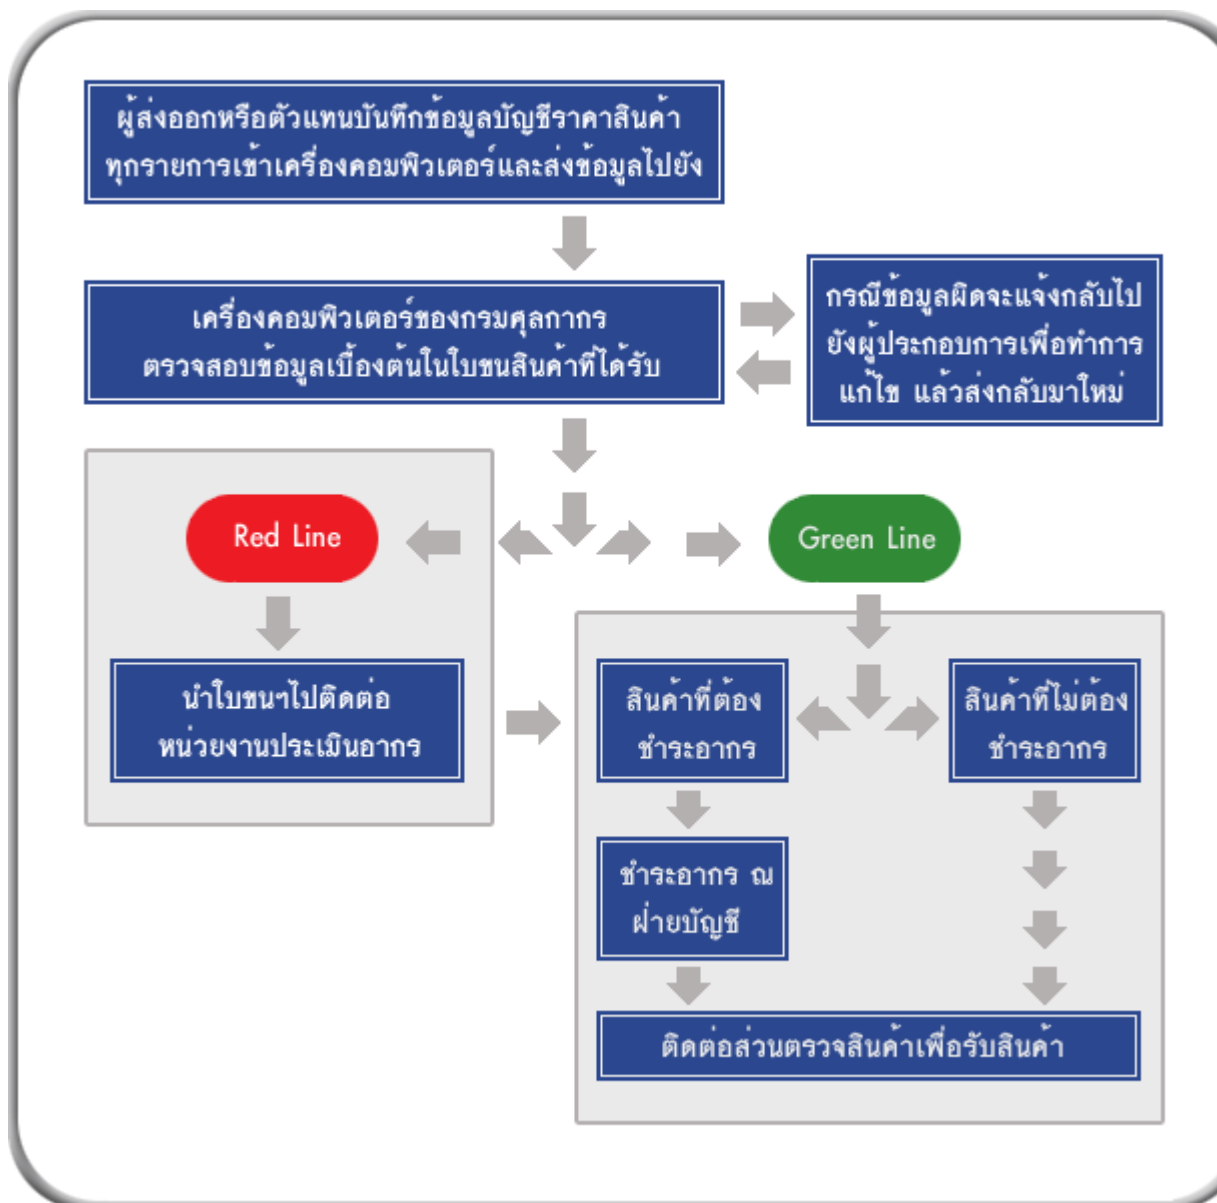 ผู้ส่งออกหรือตัวแทนบันทึกข้อมูลบัญชีราคาสินค้า
ทุกรายการเข้าเครื่องคอมพิวเตอร์และส่งข้อมูลไปยัง
เครื่องคอมพิวเตอร์ของกรมศุลกากร
ตรวจสอบข้อมูลเบื้องต้นในใบขนสินค้าที่ได้รับ
กรณีข้อมูลผิดจะแจ้งกลับไป
ยังผู้ประกอบการเพื่อทำการ
แก้ไข แล้วส่งกลับมาใหม่
Red Line
Green Line
นำใบขนฯไปติดต่อ
หน่วยงานประเมินอากร
สินค้าที่ต้อง
ชำระอากร
สินค้าที่ไม่ต้อง
ชำระอากร
ชำระอากร ณ
ฝ่ายบัญชี
ติดต่อส่วนตรวจสินค้าเพื่อรับสินค้า